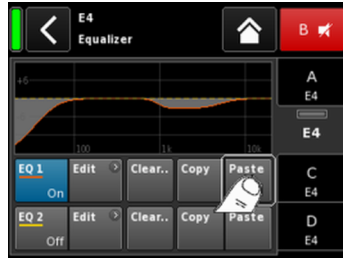 E4
Equalizer
B
+6
100 1k 10k
A
E4
E4
C
E4
D
E4
EQ 1 Edit Clear.. Copy Paste
On
EQ 2 Edit Clear.. Copy Paste
Off